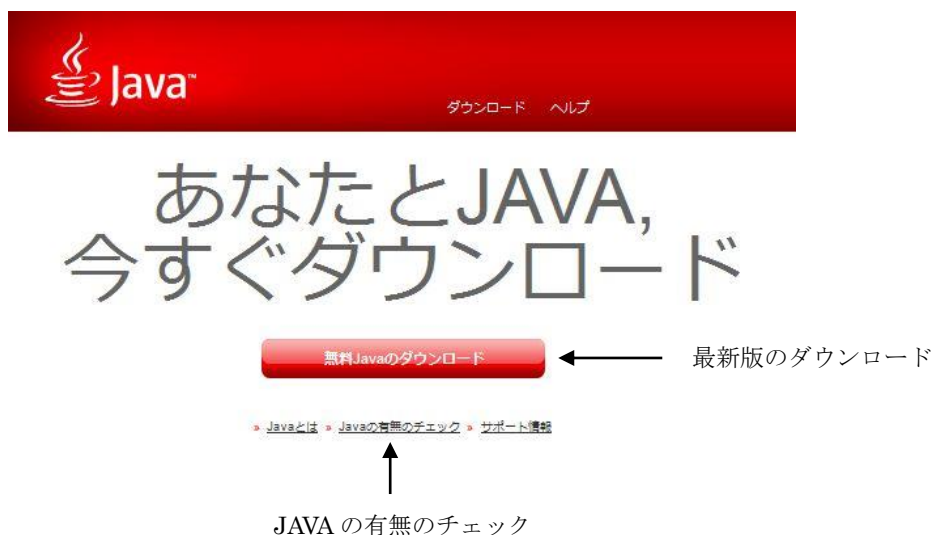 Java™
ダウンロード ヘルプ
あなたとJAVA,
今すぐダウンロード
無料Javaのダウンロード
最新版のダウンロード
» Javaとは » Javaの有無のチェック » サポート情報
JAVA の有無のチェック